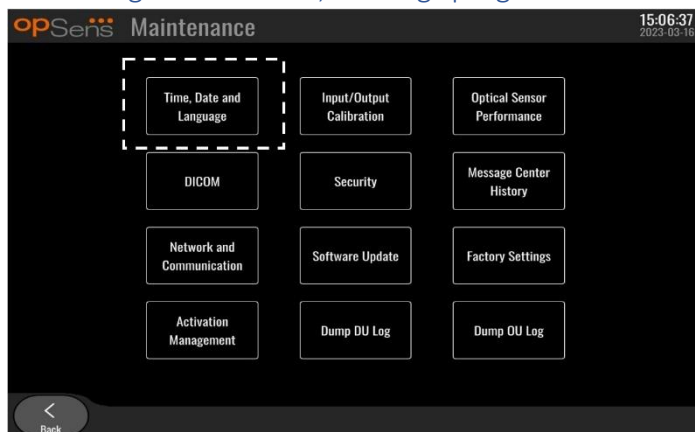 opSens Maintenance 15:06:37
2023-03-16
Time, Date and
Language
Input/Output
Calibration
Optical Sensor
Performance
DICOM
Security
Message Center
History
Network and
Communication
Software Update
Factory Settings
Activation
Management
Dump DU Log
Dump OU Log
Back